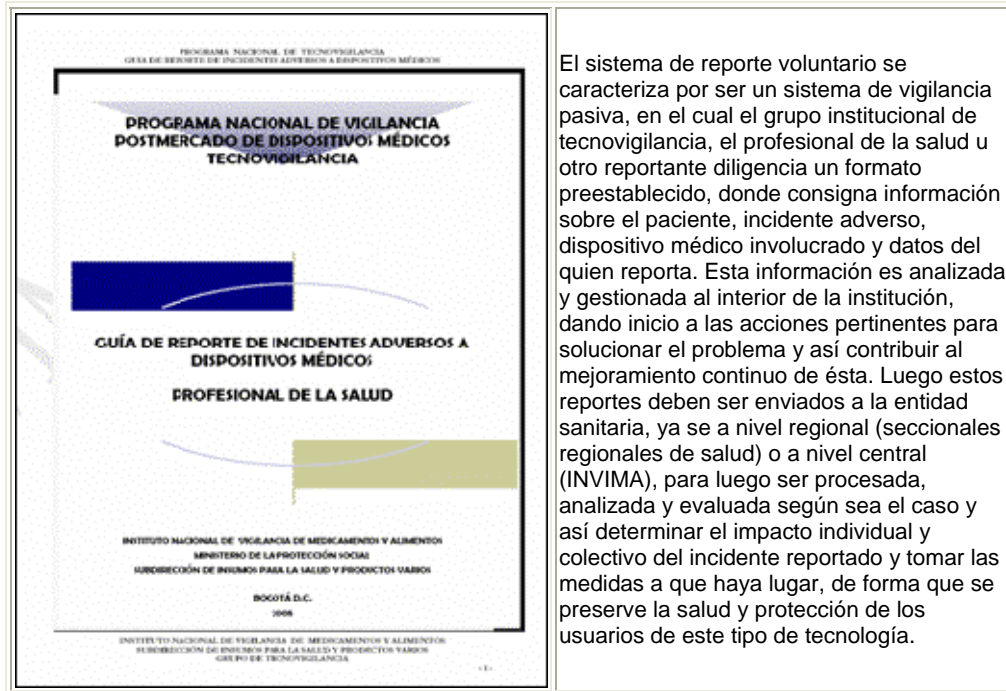 PROGRAMA NACIONAL DE TECNOVIGILANCIA
GUIA DE REPORTE DE INCIDENTES ADVERSOS A DISPOSITIVOS MÉDICOS
PROGRAMA NACIONAL DE VIGILANCIA
POSTMERCADO DE DISPOSITIVOS MÉDICOS
TECNOVIGILANCIA
GUÍA DE REPORTE DE INCIDENTES ADVERSOS A
DISPOSITIVOS MÉDICOS
PROFESIONAL DE LA SALUD
INSTITUTO NACIONAL DE VIGILANCIA DE MEDICAMENTOS Y ALIMENTOS
MINISTERIO DE LA PROTECCIÓN SOCIAL
SUBDIRECCIÓN DE INSUMOS PARA LA SALUD Y PRODUCTOS VARIOS
BOGOTÁ D.C.
INSTITUTO NACIONAL DE VIGILANCIA DE MEDICAMENTOS Y ALIMENTOS
SUBDIRECCIÓN DE INSUMOS PARA LA SALUD Y PRODUCTOS VARIOS
GRUPO DE TECNOVIGILANCIA
- 1 -
El sistema de reporte voluntario se
caracteriza por ser un sistema de vigilancia
pasiva, en el cual el grupo institucional de
tecnovigilancia, el profesional de la salud u
otro reportante diligencia un formato
preestablecido, donde consigna información
sobre el paciente, incidente adverso,
dispositivo médico involucrado y datos del
quien reporta. Esta información es analizada
y gestionada al interior de la institución,
dando inicio a las acciones pertinentes para
solucionar el problema y así contribuir al
mejoramiento continuo de ésta. Luego estos
reportes deben ser enviados a la entidad
sanitaria, ya se a nivel regional (seccionales
regionales de salud) o a nivel central
(INVIMA), para luego ser procesada,
analizada y evaluada según sea el caso y
así determinar el impacto individual y
colectivo del incidente reportado y tomar las
medidas a que haya lugar, de forma que se
preserve la salud y protección de los
usuarios de este tipo de tecnología.